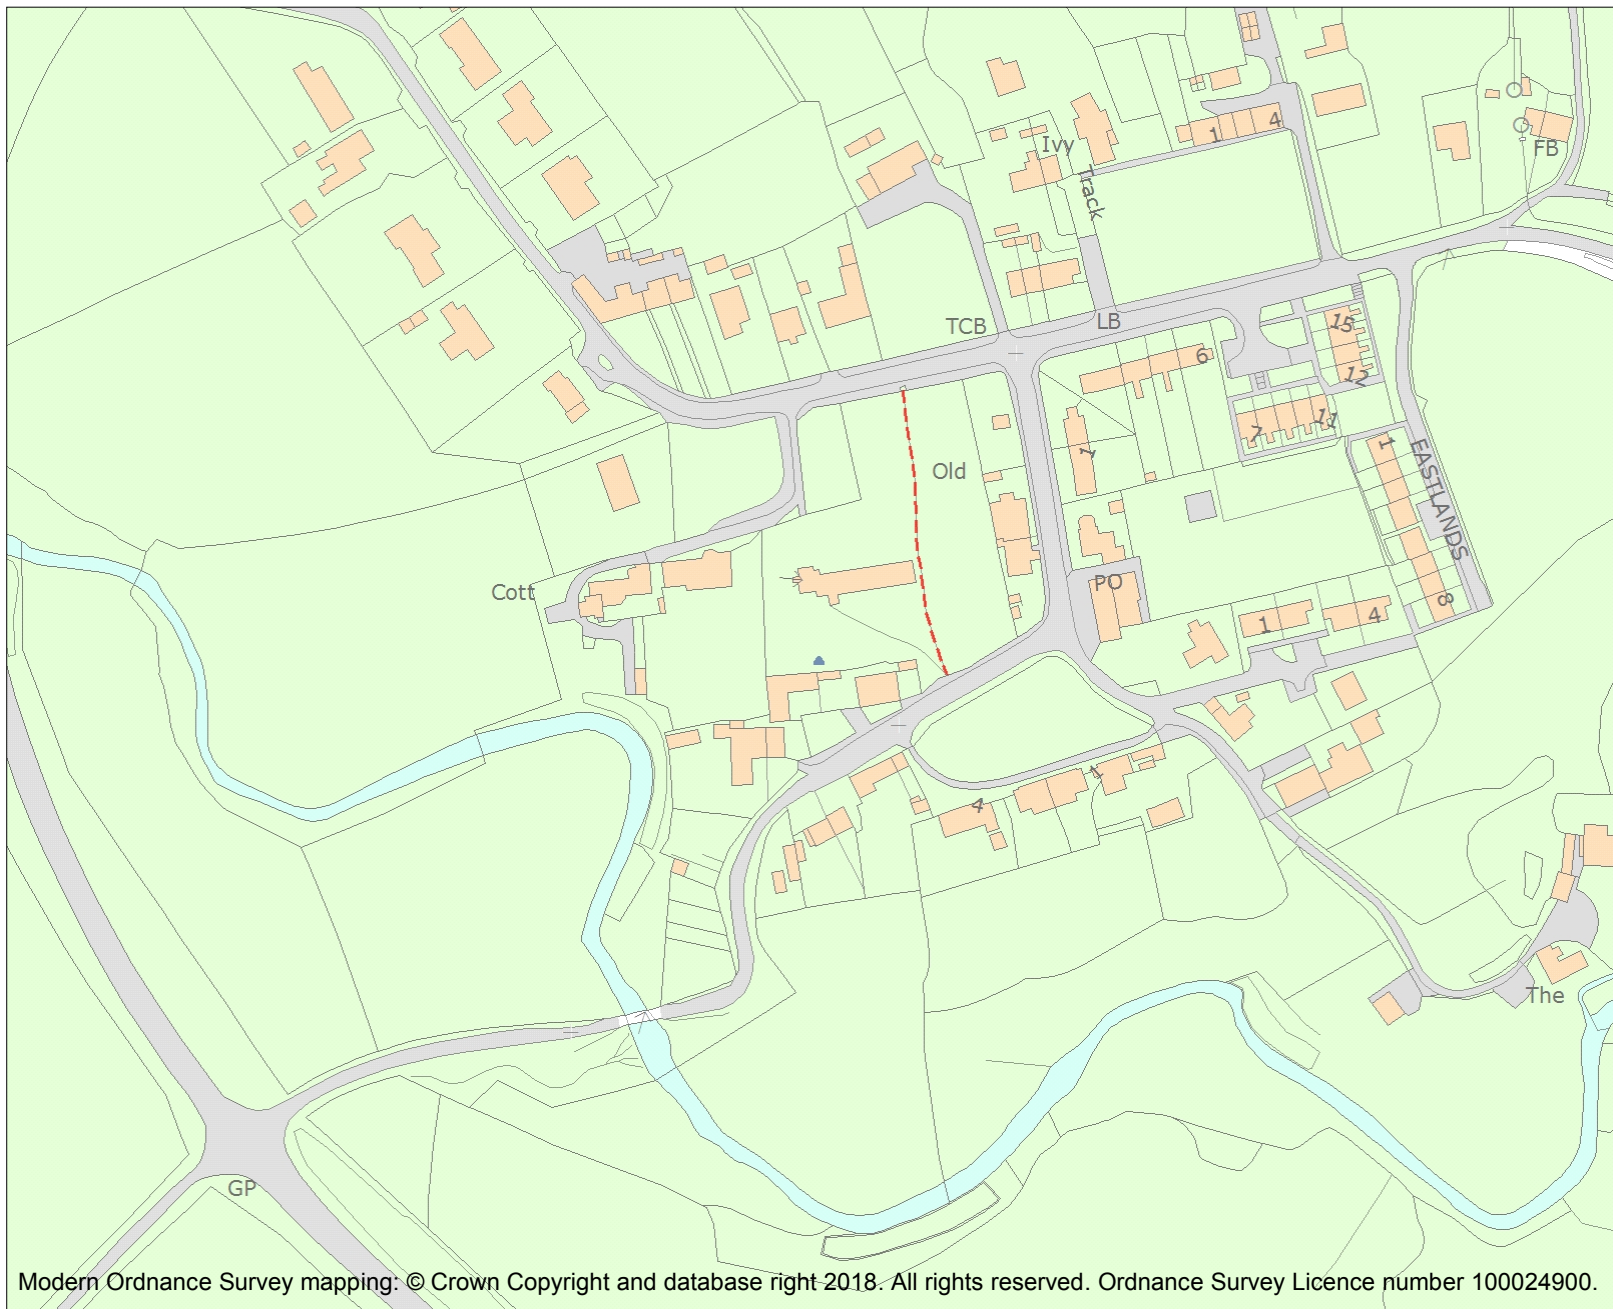 1
4
Ivy
FB
Track
TCB
LB
15
6
12
11
7
1
1
EASTLANDS
Old
PO
Cott
8
1
4
1
4
The
GP
Modern Ordnance Survey mapping: © Crown Copyright and database right 2018. All rights reserved. Ordnance Survey Licence number 100024900.